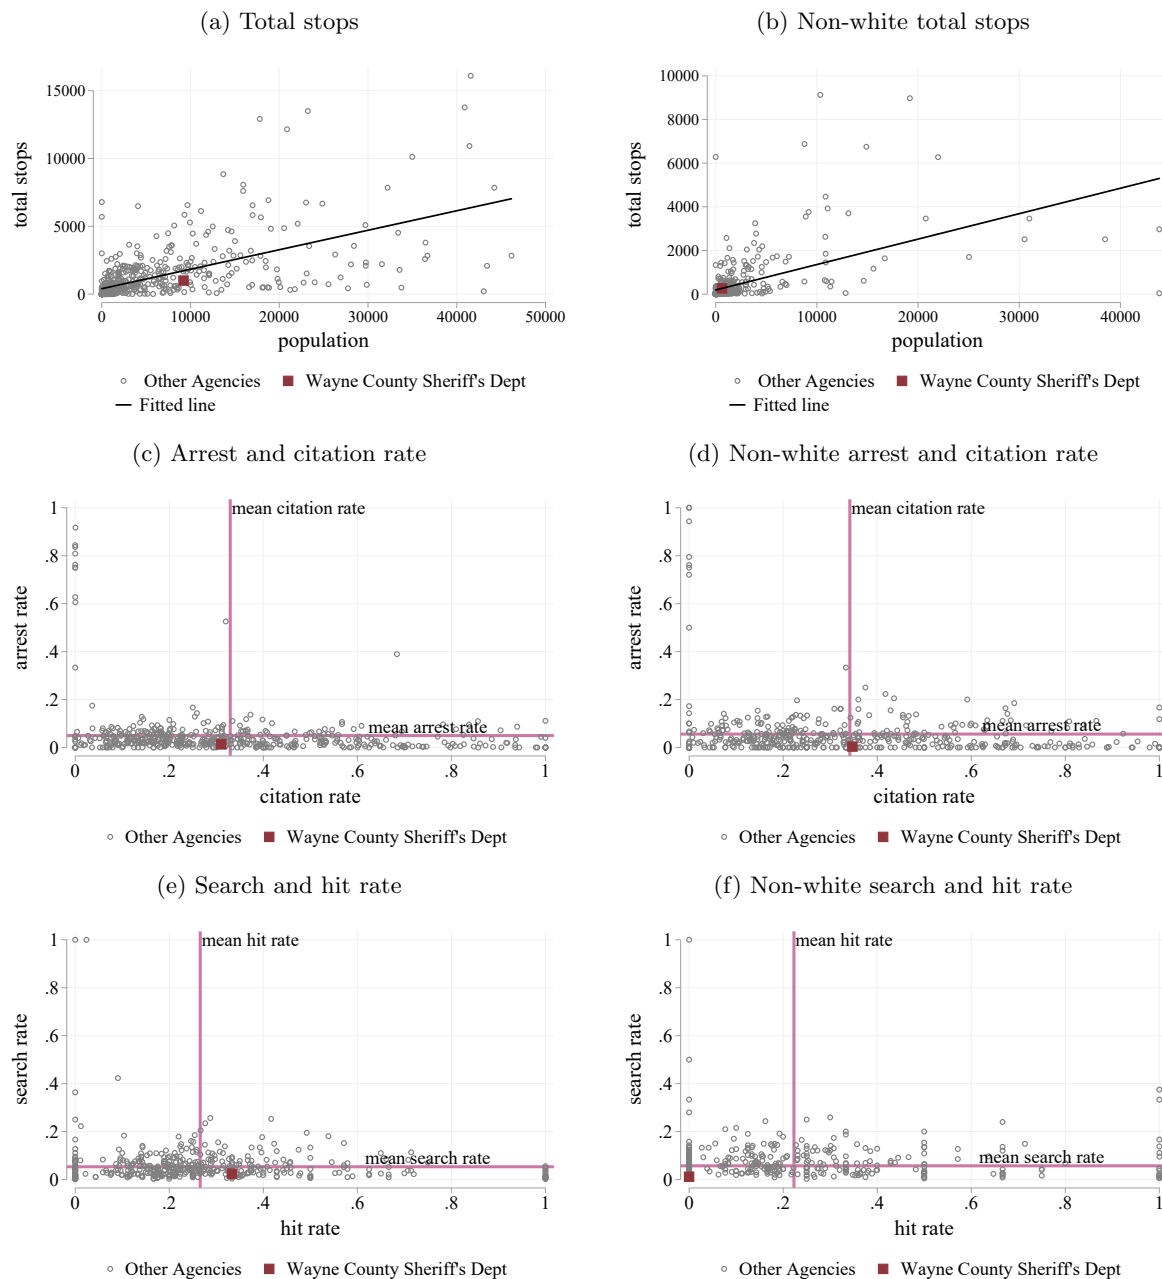 (a) Total stops
total stops
15000
10000
5000
0
0 10000 20000 30000 40000 50000
population
Other Agencies Wayne County Sheriff's Dept
Fitted line
(b) Non-white total stops
total stops
10000
8000
6000
4000
2000
0
0 10000 20000 30000 40000
population
Other Agencies Wayne County Sheriff's Dept
Fitted line
(c) Arrest and citation rate
arrest rate
1
.8
.6
.4
.2
0
mean citation rate
mean arrest rate
0 .2 .4 .6 .8 1
citation rate
Other Agencies Wayne County Sheriff's Dept
(d) Non-white arrest and citation rate
arrest rate
1
.8
.6
.4
.2
0
mean citation rate
mean arrest rate
0 .2 .4 .6 .8 1
citation rate
Other Agencies Wayne County Sheriff's Dept
(e) Search and hit rate
search rate
1
.8
.6
.4
.2
0
mean hit rate
mean search rate
0 .2 .4 .6 .8 1
hit rate
Other Agencies Wayne County Sheriff's Dept
(f) Non-white search and hit rate
search rate
1
.8
.6
.4
.2
0
mean hit rate
mean search rate
0 .2 .4 .6 .8 1
hit rate
Other Agencies Wayne County Sheriff's Dept